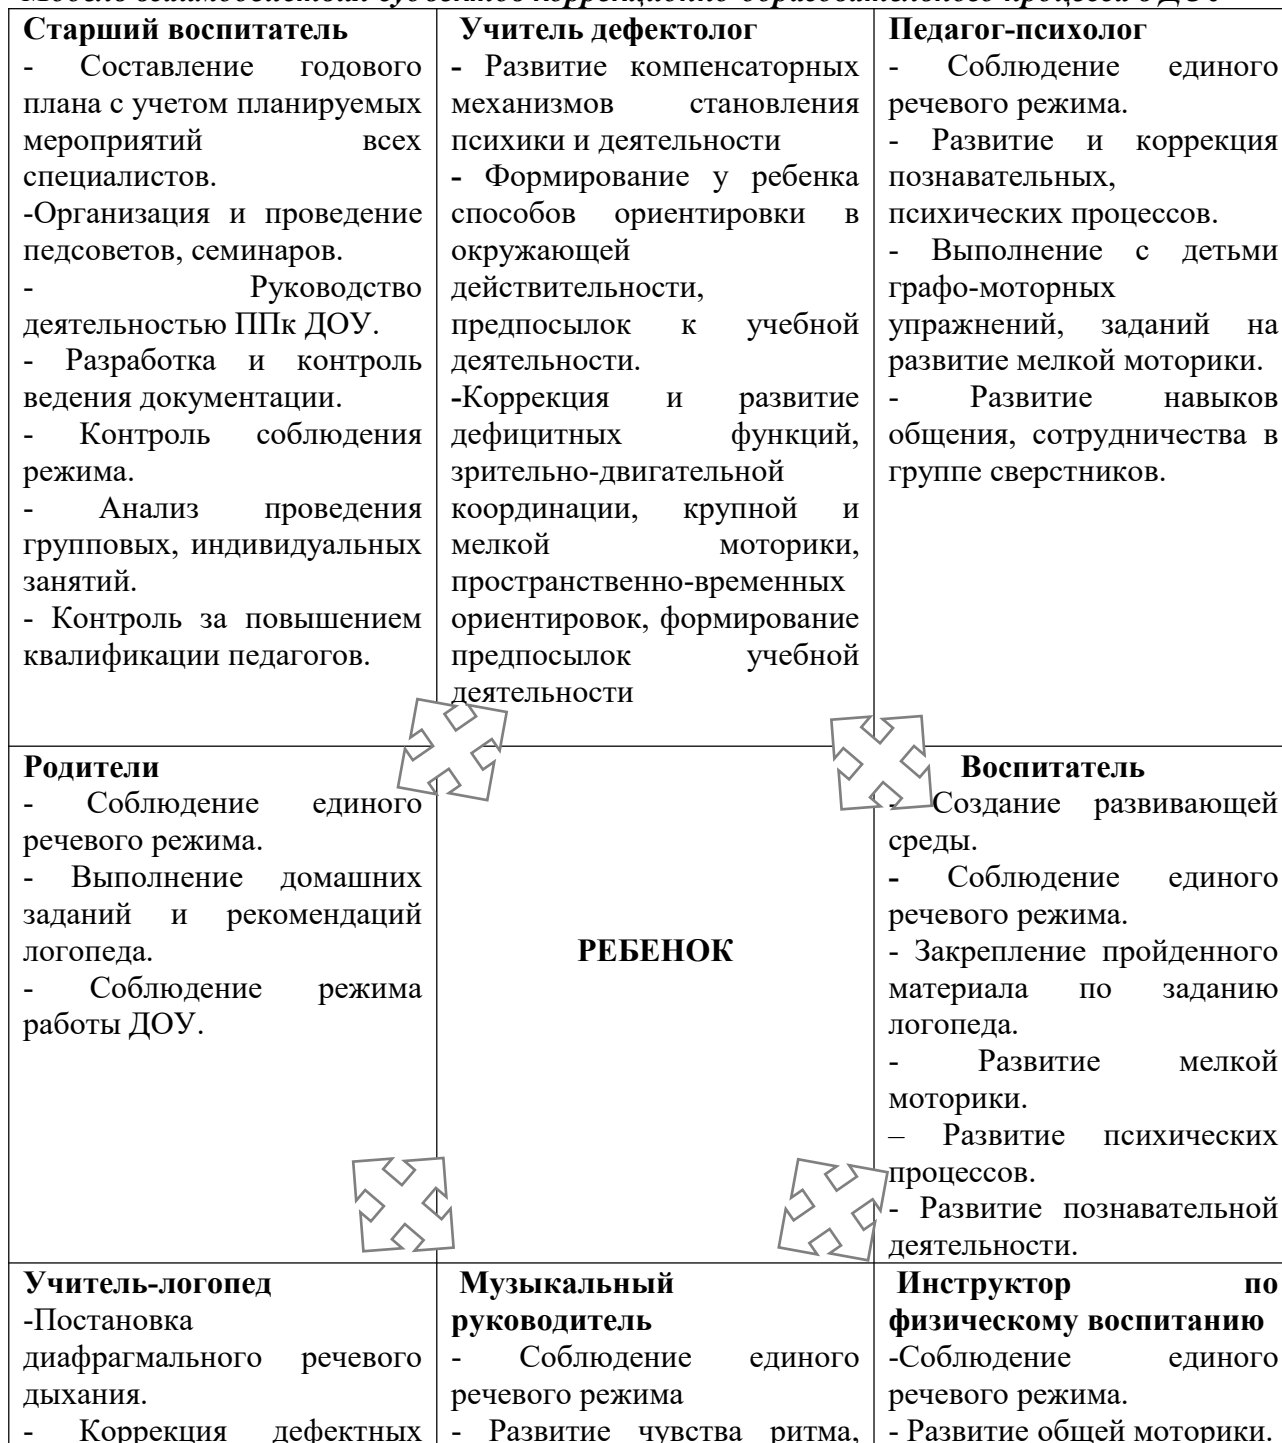 Модель взаимодействия субъектов коррекционно-образовательного процесса в ДОУ
Старший воспитатель
- Составление годового
плана с учетом планируемых
мероприятий всех
специалистов.
-Организация и проведение
педсоветов, семинаров.
- Руководство
деятельностью ППк ДОУ.
- Разработка и контроль
ведения документации.
- Контроль соблюдения
режима.
- Анализ проведения
групповых, индивидуальных
занятий.
- Контроль за повышением
квалификации педагогов.
Учитель дефектолог
- Развитие компенсаторных
механизмов становления
психики и деятельности
- Формирование у ребенка
способов ориентировки в
окружающей
действительности,
предпосылок к учебной
деятельности.
-Коррекция и развитие
дефицитных функций,
зрительно-двигательной
координации, крупной и
мелкой моторики,
пространственно-временных
ориентировок, формирование
предпосылок учебной
деятельности
Педагог-психолог
- Соблюдение единого
речевого режима.
- Развитие и коррекция
познавательных,
психических процессов.
- Выполнение с детьми
графо-моторных
упражнений, заданий на
развитие мелкой моторики.
- Развитие навыков
общения, сотрудничества в
группе сверстников.
Родители
- Соблюдение единого
речевого режима.
- Выполнение домашних
заданий и рекомендаций
логопеда.
- Соблюдение режима
работы ДОУ.
РЕБЕНОК
Воспитатель
- Создание развивающей
среды.
- Соблюдение единого
речевого режима.
- Закрепление пройденного
материала по заданию
логопеда.
- Развитие мелкой
моторики.
– Развитие психических
процессов.
- Развитие познавательной
деятельности.
Учитель-логопед
-Постановка
диафрагмального речевого
дыхания.
- Коррекция дефектных
Музыкальный
руководитель
- Соблюдение единого
речевого режима
- Развитие чувства ритма,
Инструктор по
физическому воспитанию
-Соблюдение единого
речевого режима.
- Развитие общей моторики.